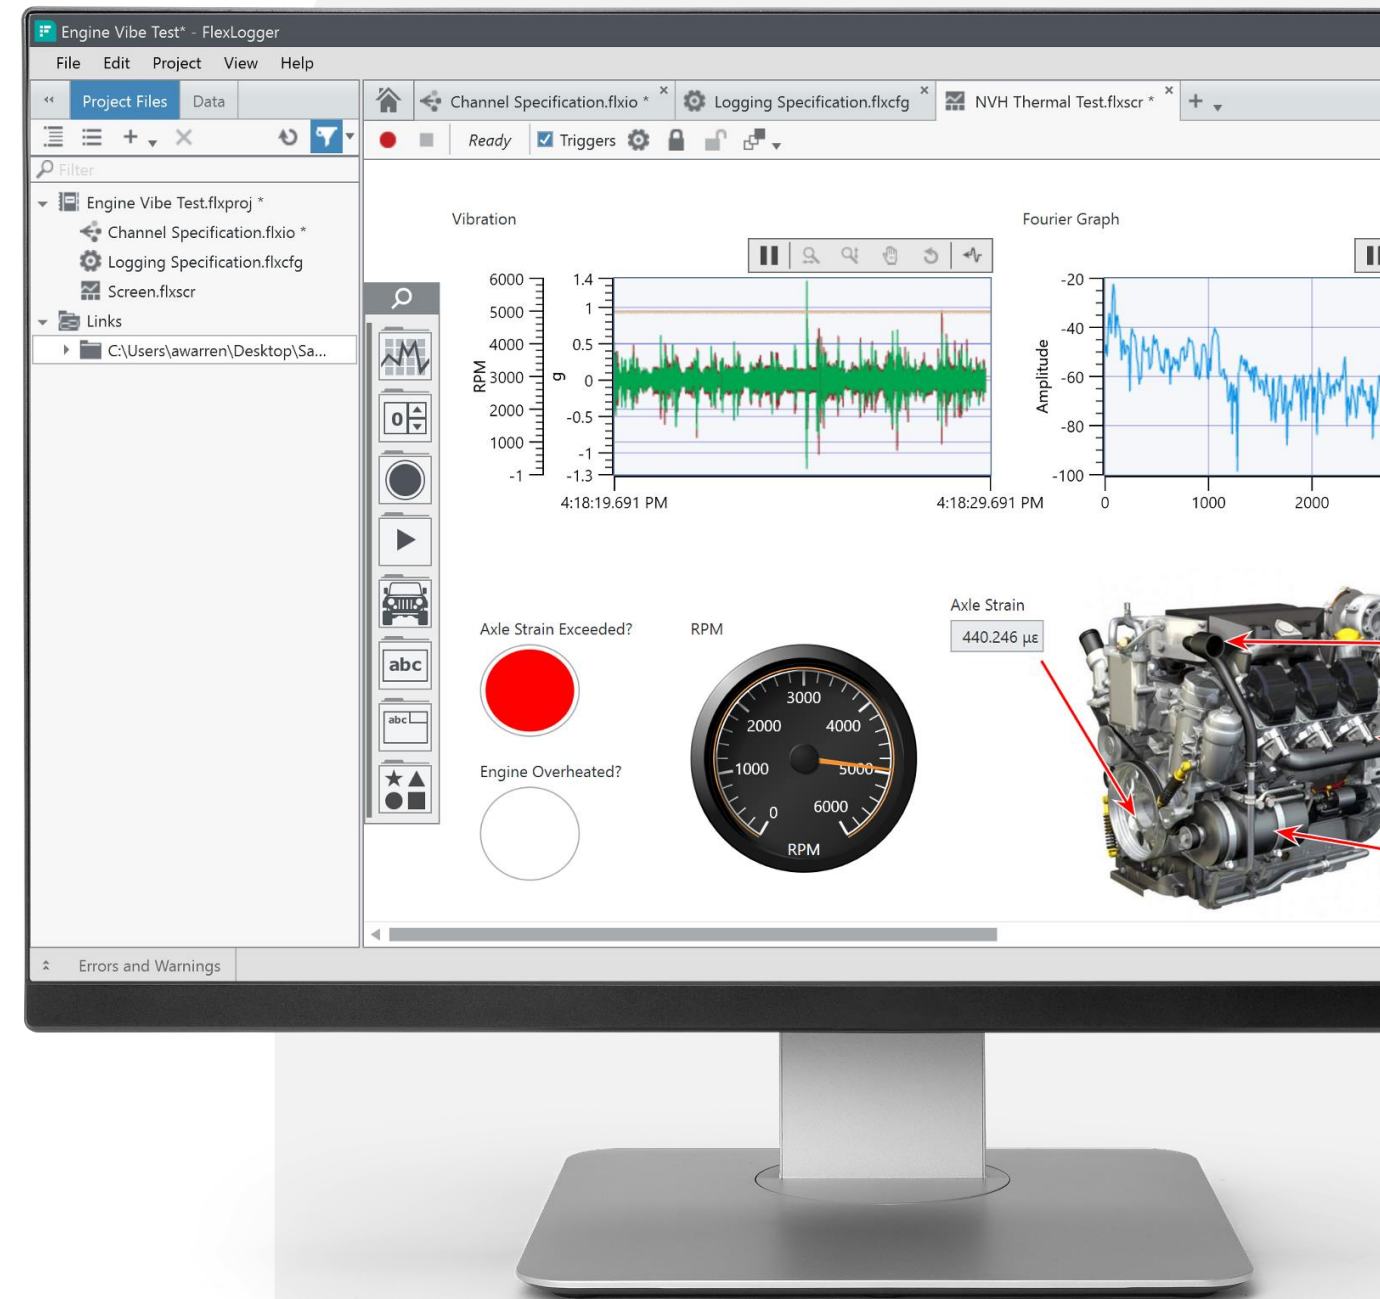 Engine Vibe Test* - FlexLogger
File Edit Project View Help
Project Files Data
Channel Specification.flxio * Logging Specification.flxcfg NVH Thermal Test.flxscr *
Ready Triggers
Filter
Engine Vibe Test.flxproj *
Channel Specification.flxio *
Logging Specification.flxcfg
Screen.flxscr
Links
C:\Users\awarren\Desktop\Sa...
0
abc
abc
Vibration
6000
5000
4000
3000
2000
1000
-1
RPM
1.4
1
0.5
0
-0.5
-1
-1.3
g
4:18:19.691 PM 4:18:29.691 PM
Fourier Graph
-20
-40
-60
-80
-100
Amplitude
0 1000 2000
Axle Strain Exceeded?
Engine Overheated?
RPM
0
1000
2000
3000
4000
5000
6000
RPM
Axle Strain
440.246 µε
Errors and Warnings